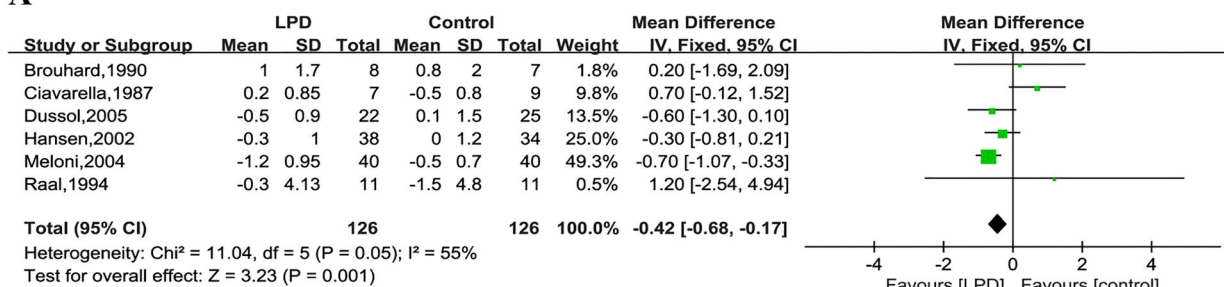 LPD Control Mean Difference Mean Difference
Study or Subgroup Mean SD Total Mean SD Total Weight IV, Fixed, 95% CI IV, Fixed, 95% CI
Brouhard,1990 1 1.7 8 0.8 2 7 1.8% 0.20 [-1.69, 2.09]
Ciavarella,1987 0.2 0.85 7 -0.5 0.8 9 9.8% 0.70 [-0.12, 1.52]
Dussol,2005 -0.5 0.9 22 0.1 1.5 25 13.5% -0.60 [-1.30, 0.10]
Hansen,2002 -0.3 1 38 0 1.2 34 25.0% -0.30 [-0.81, 0.21]
Meloni,2004 -1.2 0.95 40 -0.5 0.7 40 49.3% -0.70 [-1.07, -0.33]
Raal,1994 -0.3 4.13 11 -1.5 4.8 11 0.5% 1.20 [-2.54, 4.94]
Total (95% CI) 126 126 100.0% -0.42 [-0.68, -0.17]
Heterogeneity: Chi² = 11.04, df = 5 (P = 0.05); I² = 55%
Test for overall effect: Z = 3.23 (P = 0.001)
-4 -2 0 2 4
Favours [LPD] Favours [control]